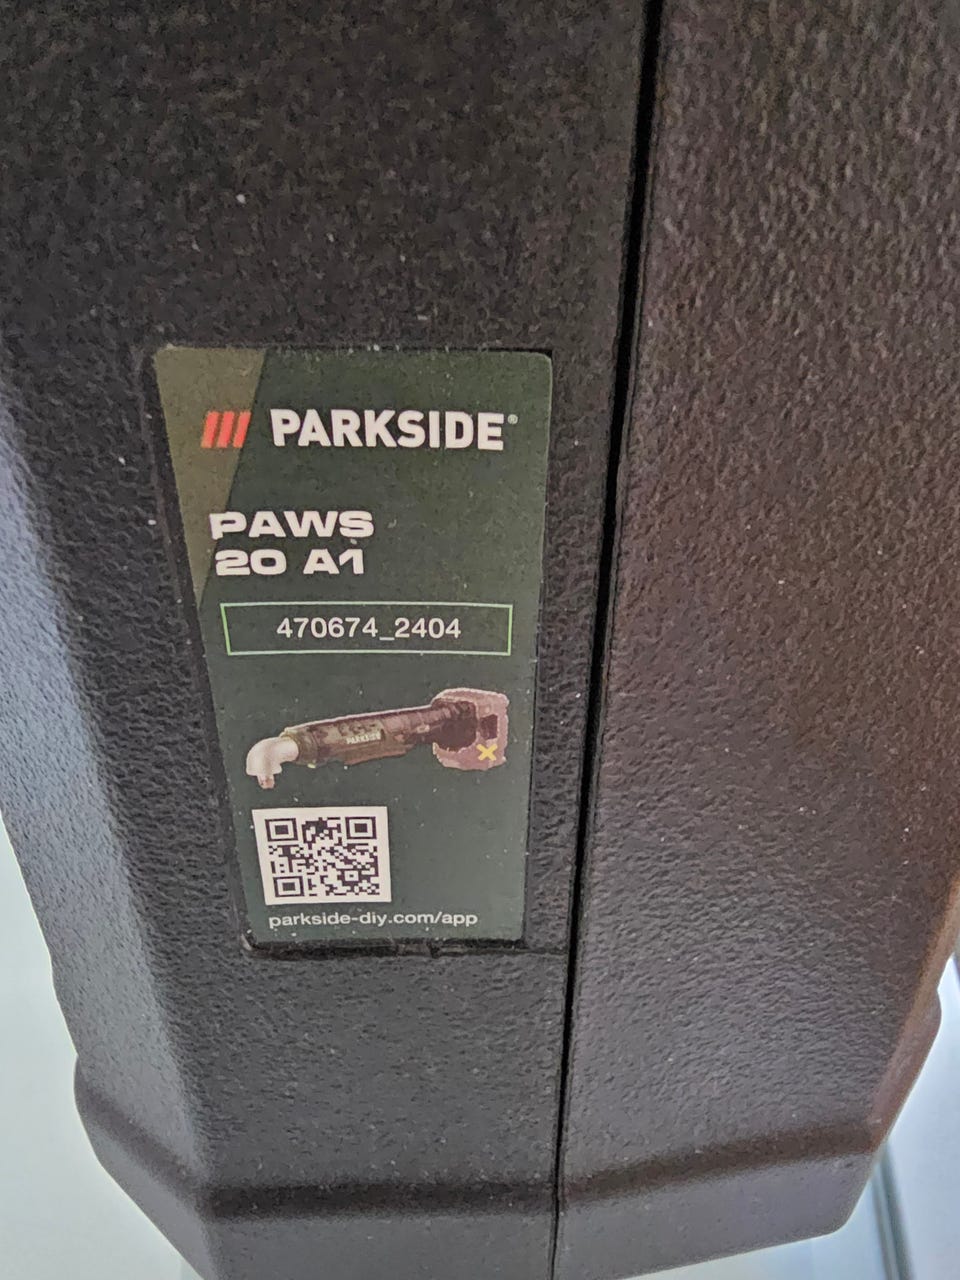 PARKSIDE®
PAWS
20 A1
470674_2404
PARKSIDE
parkside-diy.com/app